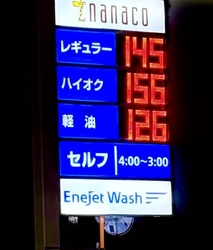 nanaco
レギュラー 145
ハイオク 156
軽油 126
セルフ 4:00~3:00
Enejet Wash